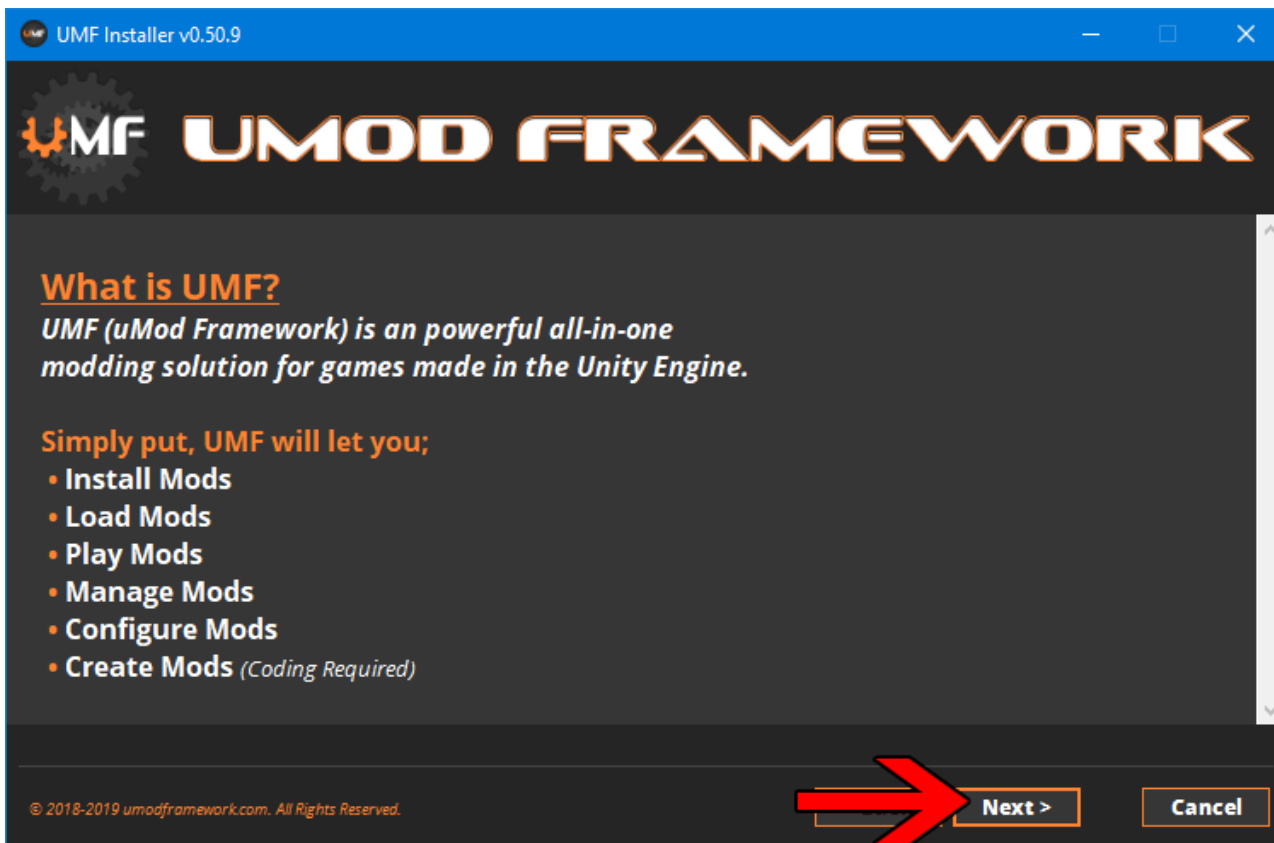 UMF Installer v0.50.9
UMF UMOD FRAMEWORK
What is UMF?
UMF (uMod Framework) is an powerful all-in-one
modding solution for games made in the Unity Engine.
Simply put, UMF will let you;
• Install Mods
• Load Mods
• Play Mods
• Manage Mods
• Configure Mods
• Create Mods (Coding Required)
© 2018-2019 umodframework.com. All Rights Reserved.
Next >
Cancel